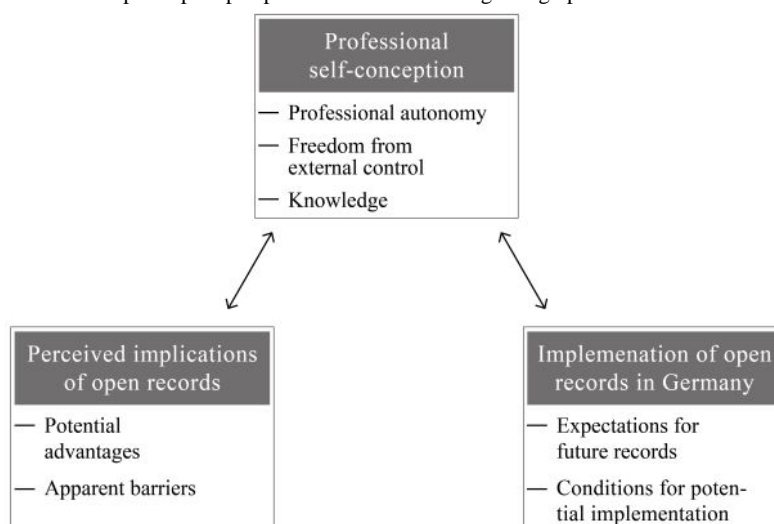 Professional
self-conception
— Professional autonomy
— Freedom from
external control
— Knowledge
Perceived implications
of open records
— Potential
advantages
— Apparent barriers
Implemenation of open
records in Germany
— Expectations for
future records
— Conditions for poten-
tial implementation